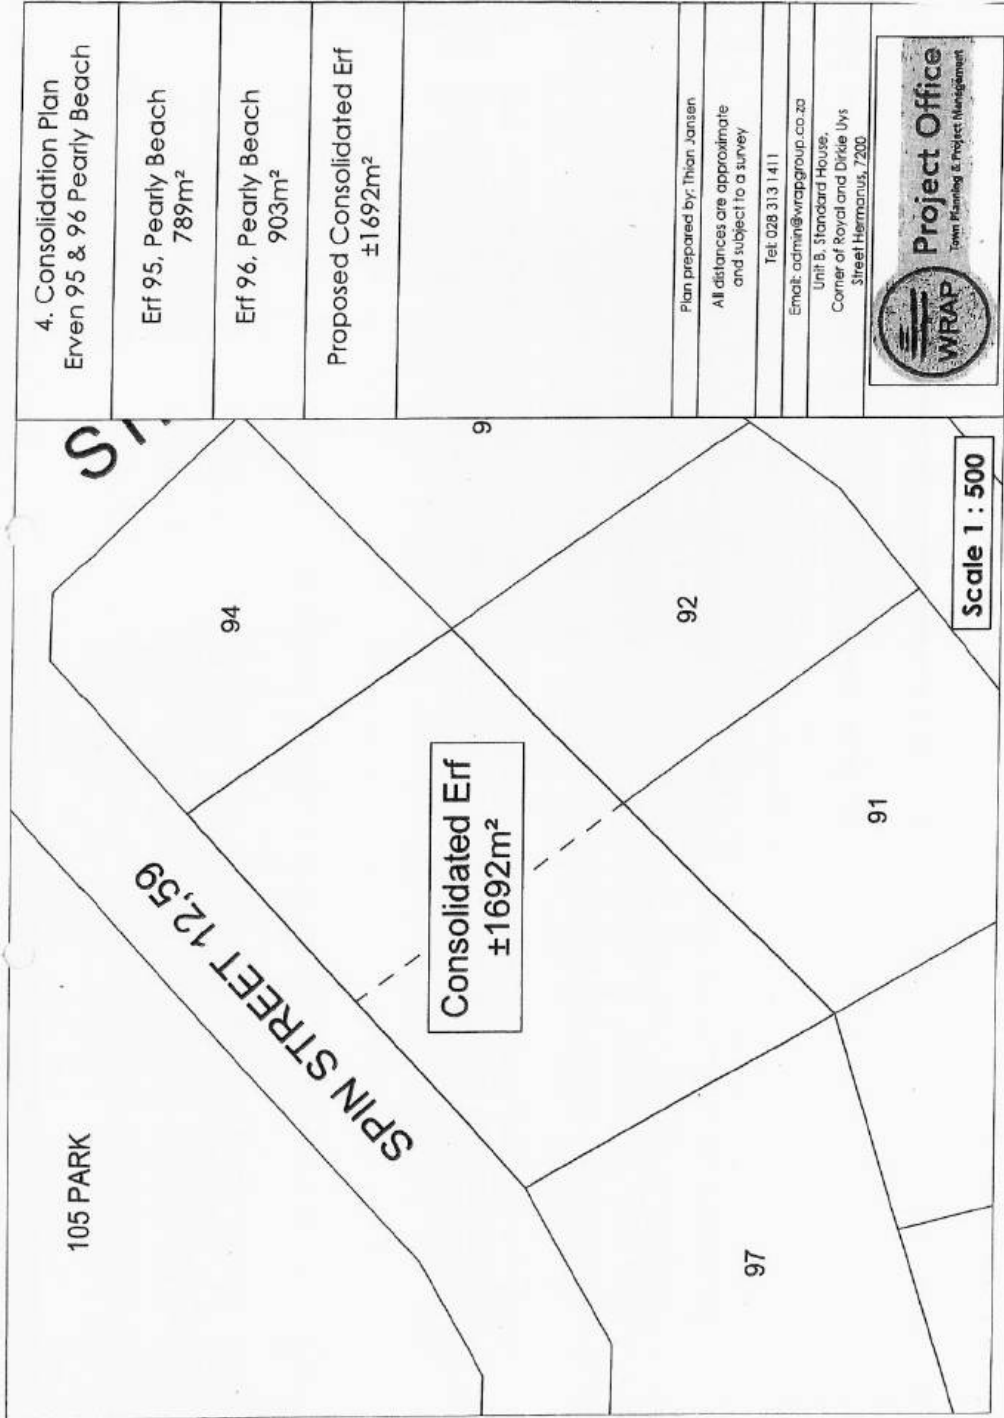 105 PARK
SPIN STREET 12,59
ST
94
9
Consolidated Erf
±1692m²
92
97
91
Scale 1 : 500
4. Consolidation Plan
Erven 95 & 96 Pearly Beach
Erf 95, Pearly Beach
789m²
Erf 96, Pearly Beach
903m²
Proposed Consolidated Erf
±1692m²
Plan prepared by: Thian Jansen
All distances are approximate
and subject to a survey
Tel: 028 313 1411
Email: admin@wrapgroup.co.za
Unit B, Standard House,
Corner of Royal and Dirkie Uys
Street Hermanus, 7200
WRAP
Project Office
Town Planning & Project Management